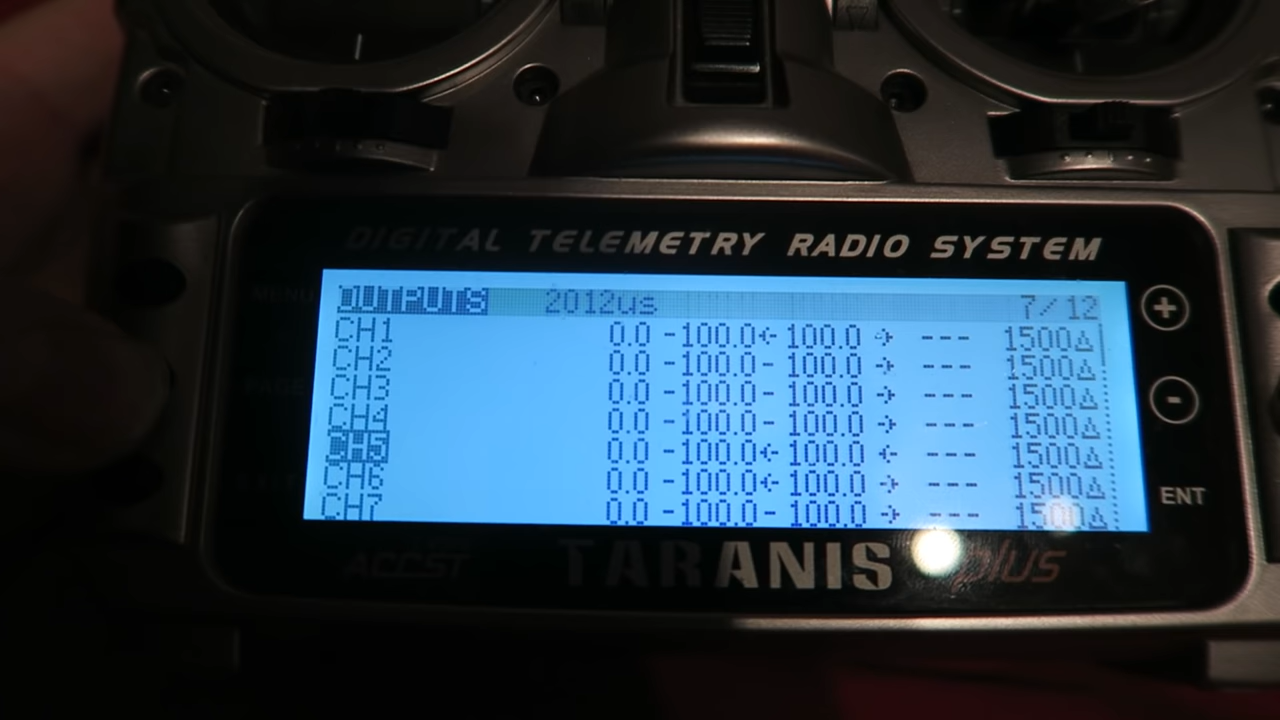 DIGITAL TELEMETRY RADIO SYSTEM
OUTPUTS 2012us 7/12
CH1 0.0 -100.0← 100.0 → --- 1500△
CH2 0.0 -100.0- 100.0 → --- 1500△
CH3 0.0 -100.0- 100.0 → --- 1500△
CH4 0.0 -100.0- 100.0 → --- 1500△
CH5 0.0 -100.0← 100.0 ← --- 1500△
CH6 0.0 -100.0← 100.0 → --- 1500△
CH7 0.0 -100.0- 100.0 → --- 1500△
MENU
PAGE
ENT
ACCST TARANIS plus